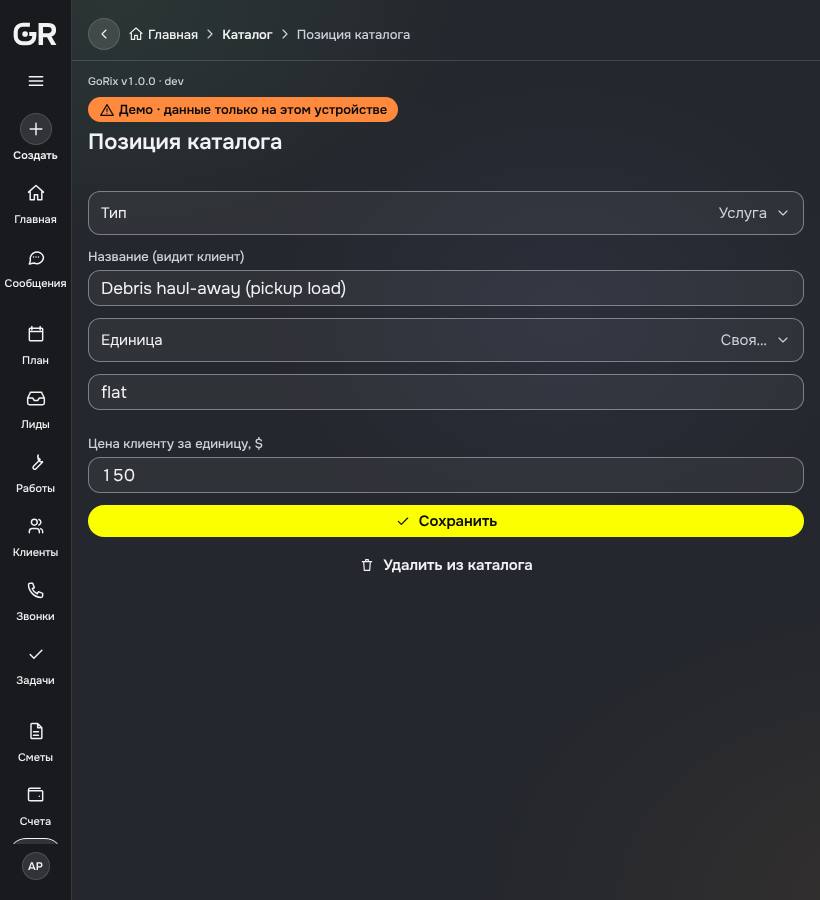 GR
Главная
Каталог
Позиция каталога
GoRix v1.0.0 · dev
Демо · данные только на этом устройстве
Позиция каталога
Создать
Главная
Сообщения
План
Лиды
Работы
Клиенты
Звонки
Задачи
Сметы
Счета
AP
Тип
Услуга
Название (видит клиент)
Debris haul-away (pickup load)
Единица
Своя...
flat
Цена клиенту за единицу, $
150
Сохранить
Удалить из каталога